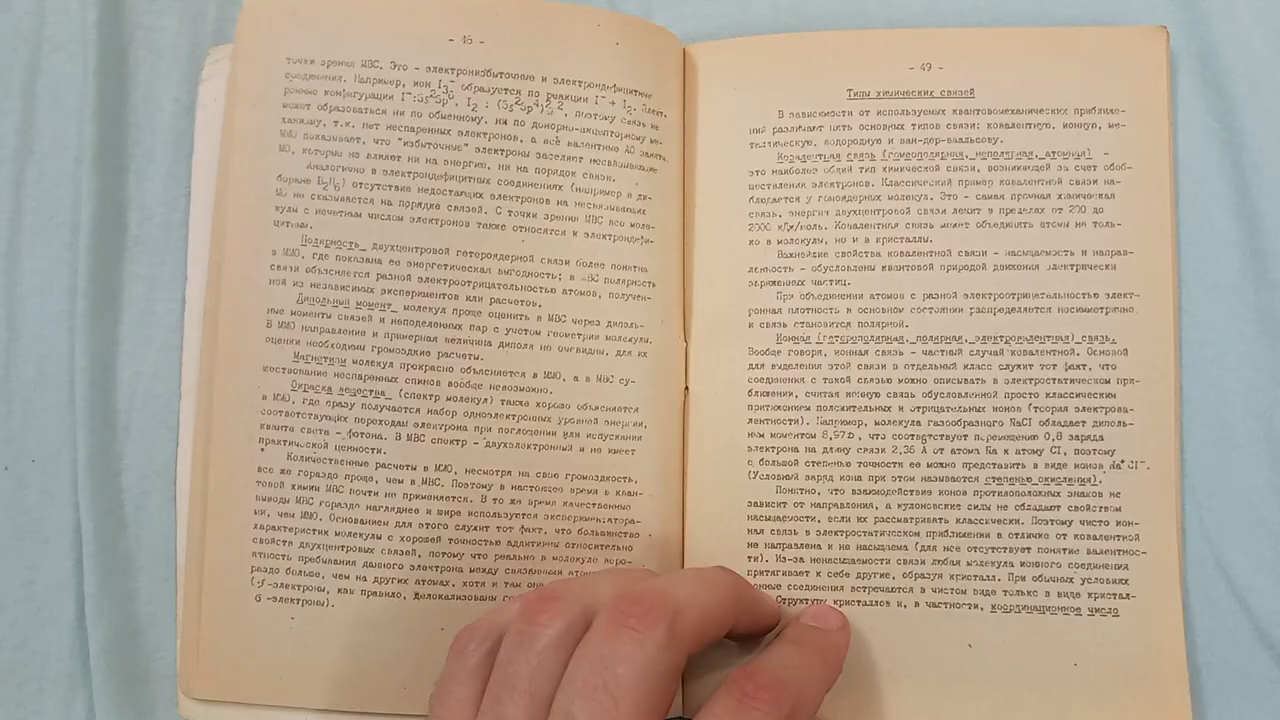 - 48 -
точки зрения МВС. Это - электронизбыточные и электрондефицитные
соединения. Например, ион I₃⁻ образуется по реакции I⁻ + I₂. Элект-
ронные конфигурации I⁻:5s²5p⁶, I₂ : (5s²5p⁴)²
, поэтому связь не
может образоваться ни по обменному, ни по донорно-акцепторному ме-
ханизму, т.к. нет неспаренных электронов, а все валентные АО заняты.
ММО показывает, что "избыточные" электроны заселяют несвязывающие
МО, которые не влияют ни на энергию, ни на порядок связи.
Аналогично в электрондефицитных соединениях (например в ди-
боране B₂H₆) отсутствие недостающих электронов на несвязывающих
МО не сказывается на порядке связей. С точки зрения МВС все моле-
кулы с нечетным числом электронов также относятся к электрондефи-
цитным.
Полярность двухцентровой гетероядерной связи более понятна
в ММО, где показана ее энергетическая выгодность; в МВС полярность
связи объясняется разной электроотрицательностью атомов, получен-
ной из независимых экспериментов или расчетов.
Дипольный момент молекул проще оценить в МВС через диполь-
ные моменты связей и неподеленных пар с учетом геометрии молекулы.
В ММО направление и примерная величина диполя не очевидны, для их
оценки необходимы громоздкие расчеты.
Магнетизм молекул прекрасно объясняется в ММО, а в МВС су-
ществование неспаренных спинов вообще невозможно.
Окраска вещества (спектр молекул) также хорошо объясняется
в ММО, где сразу получается набор одноэлектронных уровней энергии,
соответствующих переходам электрона при поглощении или испускании
кванта света - фотона. В МВС спектр - двухэлектронный и не имеет
практической ценности.
Количественные расчеты в ММО, несмотря на свою громоздкость,
все же гораздо проще, чем в МВС. Поэтому в настоящее время в кван-
товой химии МВС почти не применяется. В то же время качественные
выводы МВС гораздо нагляднее и шире используются экспериментатора-
ми, чем ММО. Основанием для этого служит тот факт, что большинство
характеристик молекулы с хорошей точностью аддитивны относительно
свойств двухцентровых связей, потому что реально в молекуле веро-
ятность пребывания данного электрона между связанными
раздо больше, чем на других атомах, хотя и там она
(-электроны, как правило, делокализованы
б -электроны).
- 49 -
Типы химических связей
В зависимости от используемых квантовомеханических приближе-
ний различают пять основных типов связи: ковалентную, ионную, ме-
таллическую, водородную и ван-дер-ваальсову.
Ковалентная связь (гомеополярная, неполярная, атомная) -
это наиболее общий тип химической связи, возникающей за счет обоб-
ществления электронов. Классический пример ковалентной связи на-
блюдается у гомоядерных молекул. Это - самая прочная химическая
связь, энергия двухцентровой связи лежит в пределах от 200 до
2000 кДж/моль. Ковалентная связь может объединять атомы не толь-
ко в молекулы, но и в кристаллы.
Важнейшие свойства ковалентной связи - насыщаемость и направ-
ленность - обусловлены квантовой природой движения электрически
заряженных частиц.
При объединении атомов с разной электроотрицательностью элект-
ронная плотность в основном состоянии распределяется несимметрично,
и связь становится полярной.
Ионная (гетерополярная, полярная, электровалентная) связь.
Вообще говоря, ионная связь - частный случай ковалентной. Основой
для выделения этой связи в отдельный класс служит тот факт, что
соединения с такой связью можно описывать в электростатическом при-
ближении, считая ионную связь обусловленной просто классическим
притяжением положительных и отрицательных ионов (теория электрова-
лентности). Например, молекула газообразного NaCl обладает диполь-
ным моментом 8,97D, что соответствует перемещению 0,8 заряда
электрона на длину связи 2,36 Å от атома Na к атому Cl, поэтому
с большой степенью точности ее можно представить в виде ионов Na⁺Cl⁻.
(Условный заряд иона при этом называется степенью окисления).
Понятно, что взаимодействие ионов противоположных знаков не
зависит от направления, а кулоновские силы не обладают свойством
насыщаемости, если их рассматривать классически. Поэтому чисто ион-
ная связь в электростатическом приближении в отличие от ковалентной
не направлена и не насыщаема (для нее отсутствует понятие валентнос-
ти). Из-за ненасыщаемости связи любая молекула ионного соединения
притягивает к себе другие, образуя кристалл. При обычных условиях
ионные соединения встречаются в чистом виде только в виде кристал-
Структуру кристаллов и, в частности, координационное число